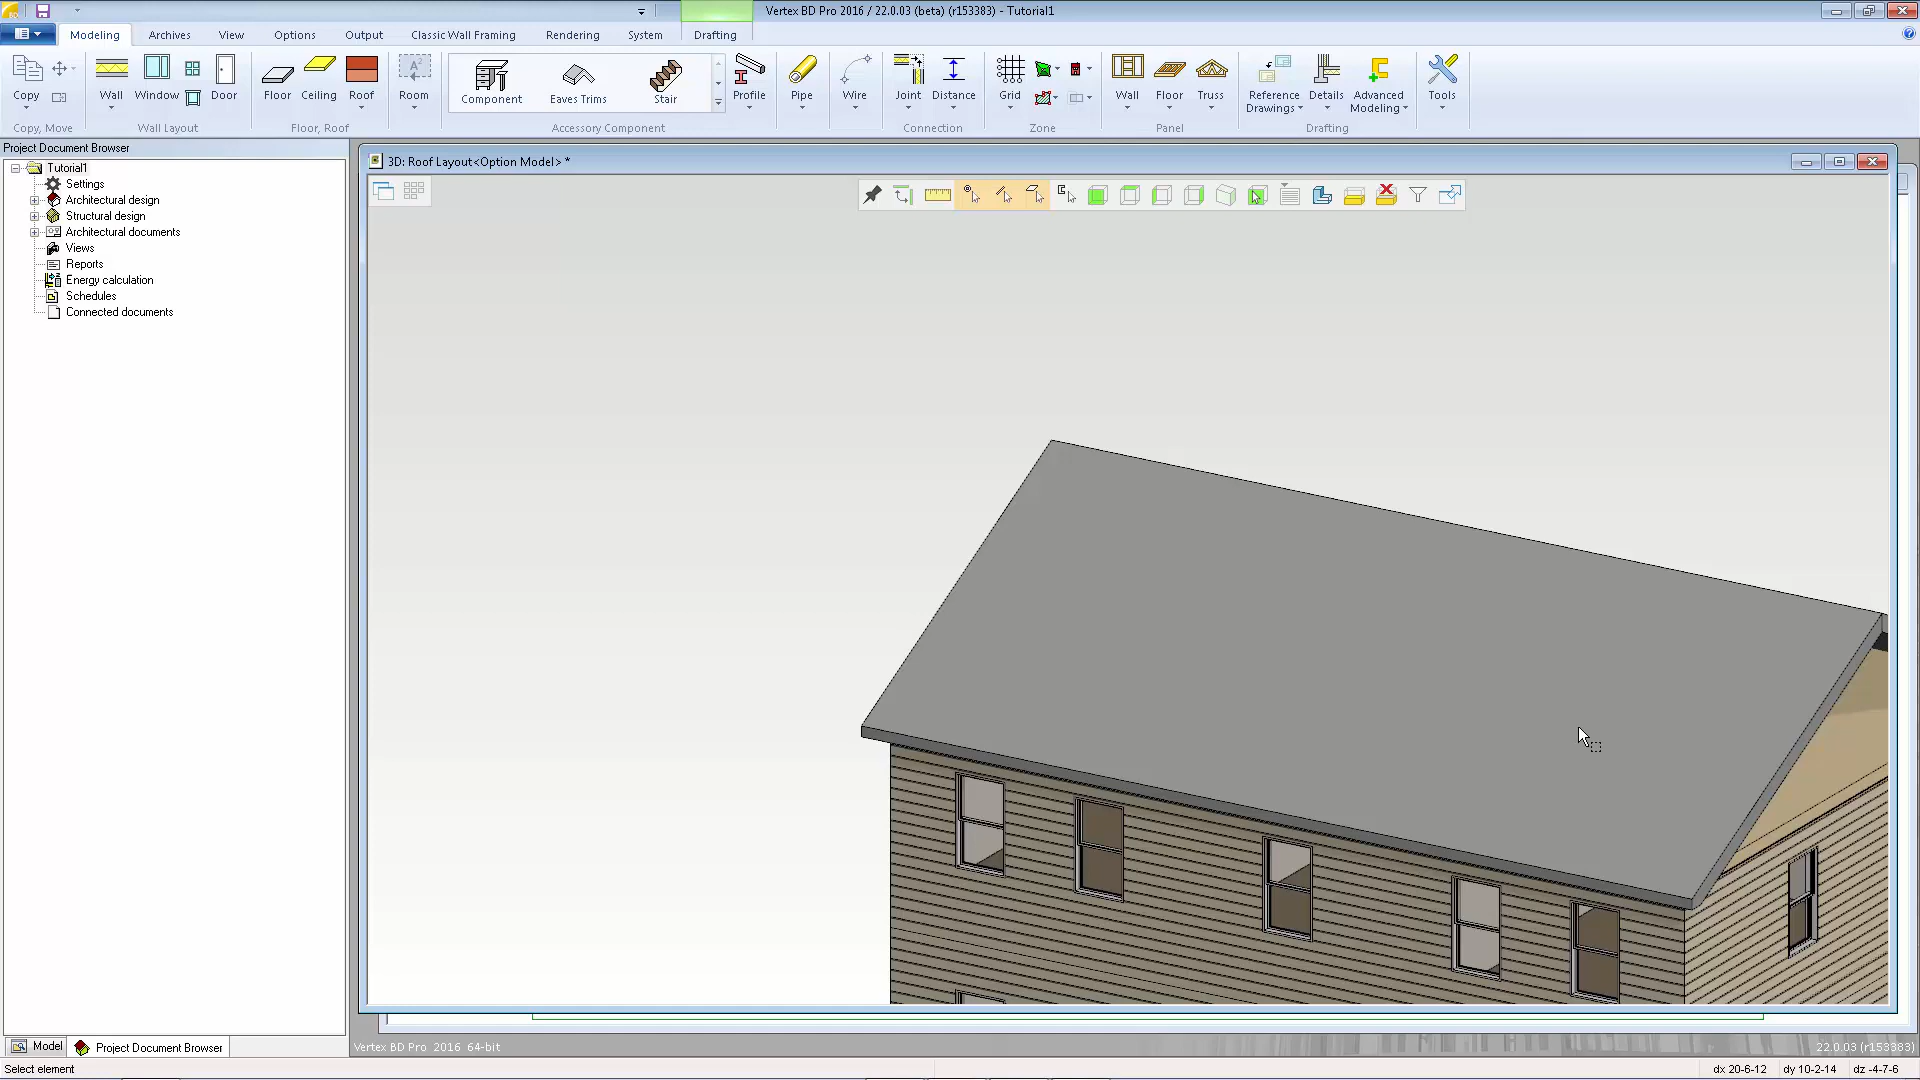 Vertex BD Pro 2016 / 22.0.03 (beta) (r153383) - Tutorial1
Modeling Archives View Options Output Classic Wall Framing Rendering System Drafting
Copy Wall Window Door Floor Ceiling Roof Room Component Eaves Trims Stair Profile Pipe Wire Joint Distance Grid Wall Floor Truss Reference Drawings Details Advanced Modeling Tools
Copy, Move Wall Layout Floor, Roof Accessory Component Connection Zone Panel Drafting
Project Document Browser
3D: Roof Layout<Option Model> *
Tutorial1
Settings
Architectural design
Structural design
Architectural documents
Views
Reports
Energy calculation
Schedules
Connected documents
Model Project Document Browser
Vertex BD Pro 2016 64-bit
22.0.03 (r153383)
Select element
dx 20-6-12 dy 10-2-14 dz -4-7-6